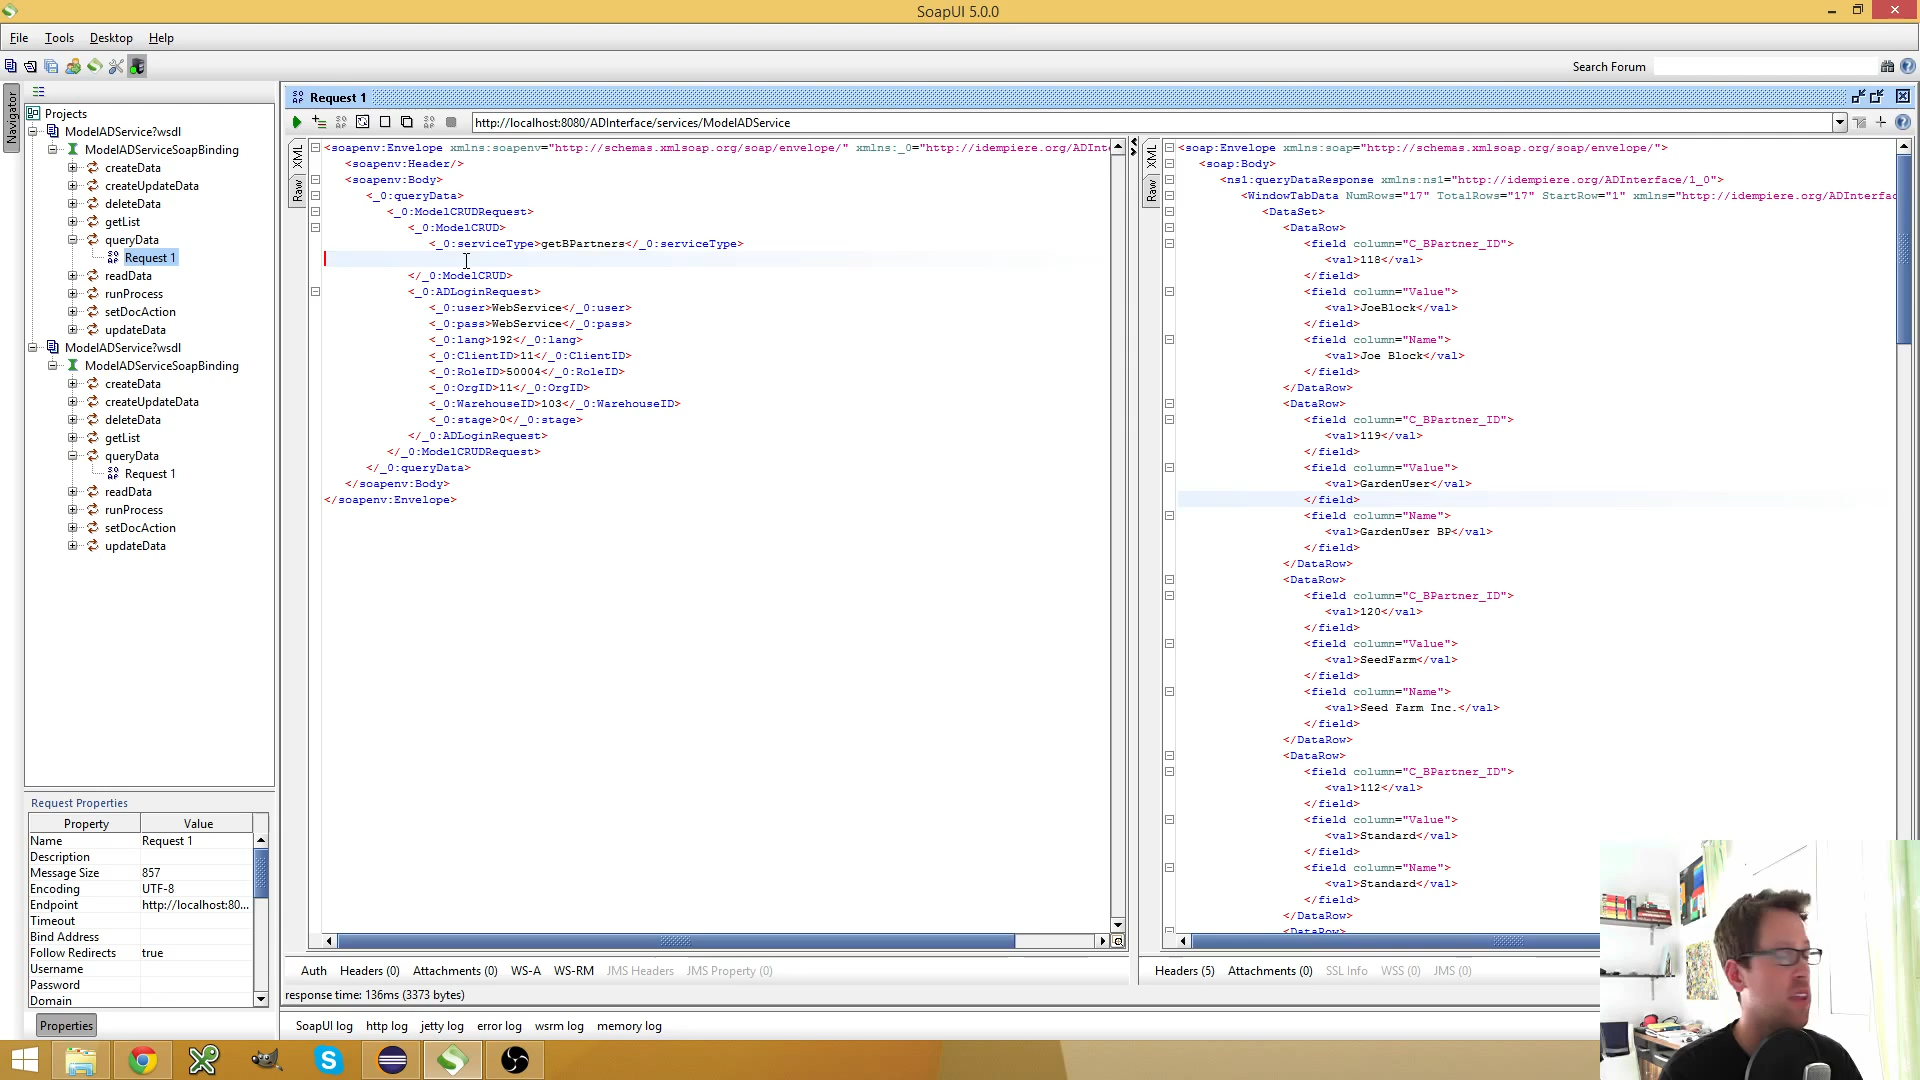 SoapUI 5.0.0
File Tools Desktop Help
Search Forum
Navigator
Projects
ModelADService?wsdl
ModelADServiceSoapBinding
createData
createUpdateData
deleteData
getList
queryData
Request 1
readData
runProcess
setDocAction
updateData
ModelADService?wsdl
ModelADServiceSoapBinding
createData
createUpdateData
deleteData
getList
queryData
Request 1
readData
runProcess
setDocAction
updateData
Request Properties
Property Value
Name Request 1
Description
Message Size 857
Encoding UTF-8
Endpoint http://localhost:80...
Timeout
Bind Address
Follow Redirects true
Username
Password
Domain
Properties
Request 1
http://localhost:8080/ADInterface/services/ModelADService
XML
Raw
<soapenv:Envelope xmlns:soapenv="http://schemas.xmlsoap.org/soap/envelope/" xmlns:_0="http://idempiere.org/ADInte
<soapenv:Header/>
<soapenv:Body>
<_0:queryData>
<_0:ModelCRUDRequest>
<_0:ModelCRUD>
<_0:serviceType>getBPartners</_0:serviceType>
</_0:ModelCRUD>
<_0:ADLoginRequest>
<_0:user>WebService</_0:user>
<_0:pass>WebService</_0:pass>
<_0:lang>192</_0:lang>
<_0:ClientID>11</_0:ClientID>
<_0:RoleID>50004</_0:RoleID>
<_0:OrgID>11</_0:OrgID>
<_0:WarehouseID>103</_0:WarehouseID>
<_0:stage>0</_0:stage>
</_0:ADLoginRequest>
</_0:ModelCRUDRequest>
</_0:queryData>
</soapenv:Body>
</soapenv:Envelope>
Auth Headers (0) Attachments (0) WS-A WS-RM JMS Headers JMS Property (0)
response time: 136ms (3373 bytes)
SoapUI log http log jetty log error log wsrm log memory log
XML
Raw
<soap:Envelope xmlns:soap="http://schemas.xmlsoap.org/soap/envelope/">
<soap:Body>
<ns1:queryDataResponse xmlns:ns1="http://idempiere.org/ADInterface/1_0">
<WindowTabData NumRows="17" TotalRows="17" StartRow="1" xmlns="http://idempiere.org/ADInterfac
<DataSet>
<DataRow>
<field column="C_BPartner_ID">
<val>118</val>
</field>
<field column="Value">
<val>JoeBlock</val>
</field>
<field column="Name">
<val>Joe Block</val>
</field>
</DataRow>
<DataRow>
<field column="C_BPartner_ID">
<val>119</val>
</field>
<field column="Value">
<val>GardenUser</val>
</field>
<field column="Name">
<val>GardenUser BP</val>
</field>
</DataRow>
<DataRow>
<field column="C_BPartner_ID">
<val>120</val>
</field>
<field column="Value">
<val>SeedFarm</val>
</field>
<field column="Name">
<val>Seed Farm Inc.</val>
</field>
</DataRow>
<DataRow>
<field column="C_BPartner_ID">
<val>112</val>
</field>
<field column="Value">
<val>Standard</val>
</field>
<field column="Name">
<val>Standard</val>
</field>
</DataRow>
<DataRow>
Headers (5) Attachments (0) SSL Info WSS (0) JMS (0)